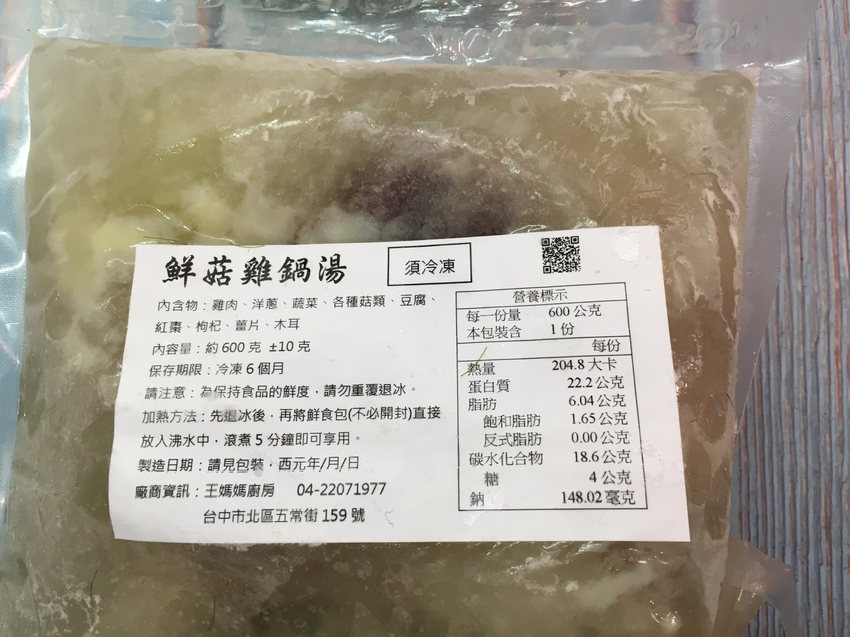 鮮菇雞鍋湯
須冷凍
內含物：雞肉、洋蔥、蔬菜、各種菇類、豆腐、
紅棗、枸杞、薑片、木耳
內容量：約 600 克 ±10 克
保存期限：冷凍 6 個月
請注意：為保持食品的鮮度，請勿重覆退冰。
加熱方法：先退冰後，再將鮮食包(不必開封)直接
放入沸水中，滾煮 5 分鐘即可享用。
製造日期：請見包裝，西元年/月/日
廠商資訊：王媽媽廚房 04-22071977
台中市北區五常街 159 號
營養標示
每一份量 600 公克
本包裝含 1 份
每份
熱量 204.8 大卡
蛋白質 22.2 公克
脂肪 6.04 公克
飽和脂肪 1.65 公克
反式脂肪 0.00 公克
碳水化合物 18.6 公克
糖 4 公克
鈉 148.02 毫克